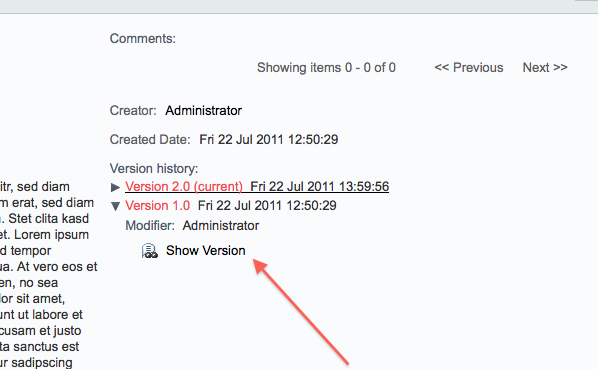 Comments:
Showing items 0 - 0 of 0 << Previous Next >>
Creator: Administrator
Created Date: Fri 22 Jul 2011 12:50:29
Version history:
Version 2.0 (current) Fri 22 Jul 2011 13:59:56
Version 1.0 Fri 22 Jul 2011 12:50:29
Modifier: Administrator
Show Version
itr, sed diam
m erat, sed diam
. Stet clita kasd
et. Lorem ipsum
d tempor
ua. At vero eos et
en, no sea
lor sit amet,
unt ut labore et
cusam et justo
ta sanctus est
ur sadipscing